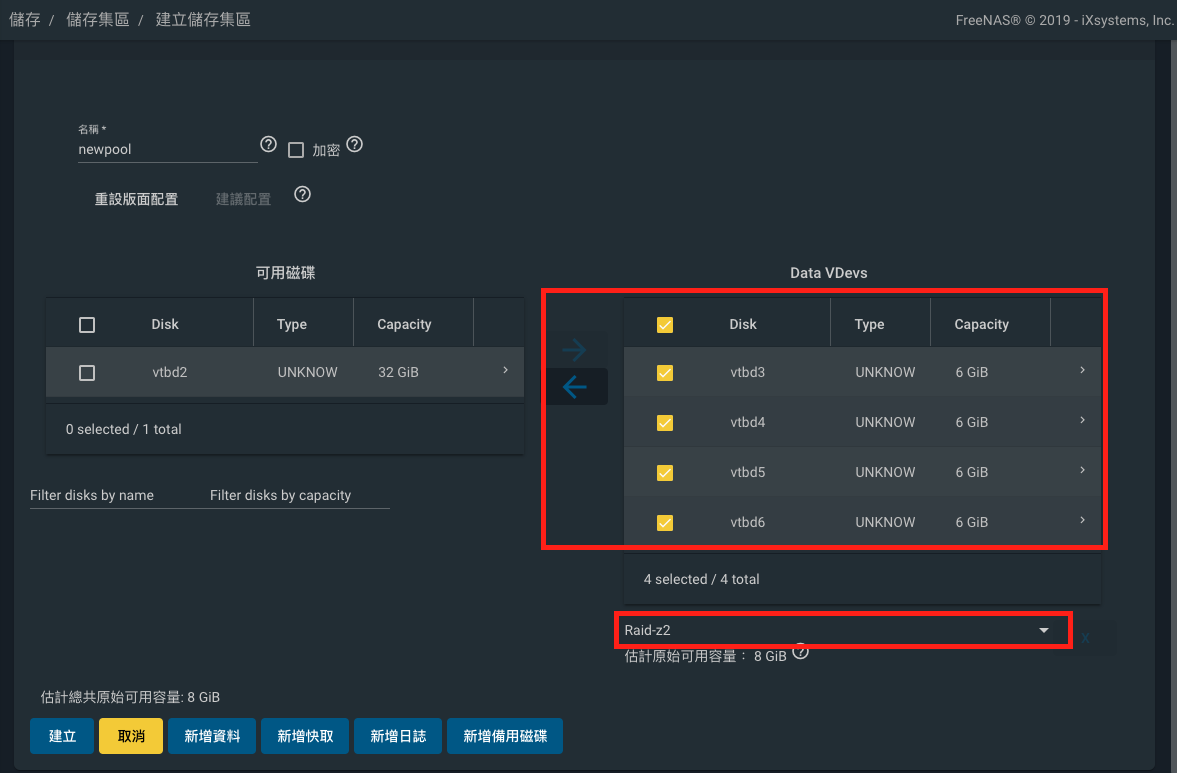 儲存 / 儲存集區 / 建立儲存集區
FreeNAS® © 2019 - iXsystems, Inc.
名稱 *
newpool
加密
重設版面配置 建議配置
可用磁碟
Disk Type Capacity
vtbd2 UNKNOW 32 GiB
0 selected / 1 total
Filter disks by name Filter disks by capacity
Data VDevs
Disk Type Capacity
vtbd3 UNKNOW 6 GiB
vtbd4 UNKNOW 6 GiB
vtbd5 UNKNOW 6 GiB
vtbd6 UNKNOW 6 GiB
4 selected / 4 total
Raid-z2
X
估計原始可用容量： 8 GiB
估計總共原始可用容量: 8 GiB
建立 取消 新增資料 新增快取 新增日誌 新增備用磁碟